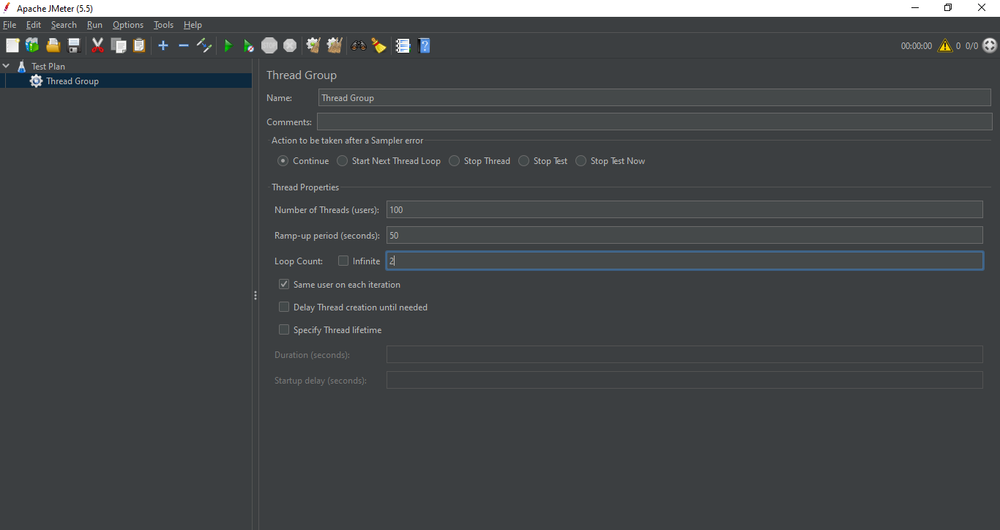 Apache JMeter (5.5)
File Edit Search Run Options Tools Help
STOP
00:00:00 0 0/0
Test Plan
Thread Group
Thread Group
Name: Thread Group
Comments:
Action to be taken after a Sampler error
Continue Start Next Thread Loop Stop Thread Stop Test Stop Test Now
Thread Properties
Number of Threads (users): 100
Ramp-up period (seconds): 50
Loop Count: Infinite 2
Same user on each iteration
Delay Thread creation until needed
Specify Thread lifetime
Duration (seconds):
Startup delay (seconds):